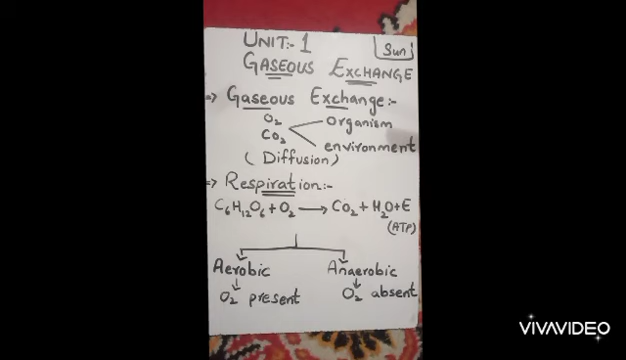 UNIT:- 1
Sun
GASEOUS EXCHANGE
⇒ Gaseous Exchange:-
O₂
Organism
CO₂
environment
(Diffusion)
⇒ Respiration:-
C₆H₁₂O₆ + O₂ → CO₂ + H₂O + E
(ATP)
Aerobic Anaerobic
↓ ↓
O₂ present O₂ absent
VIVAVIDEO